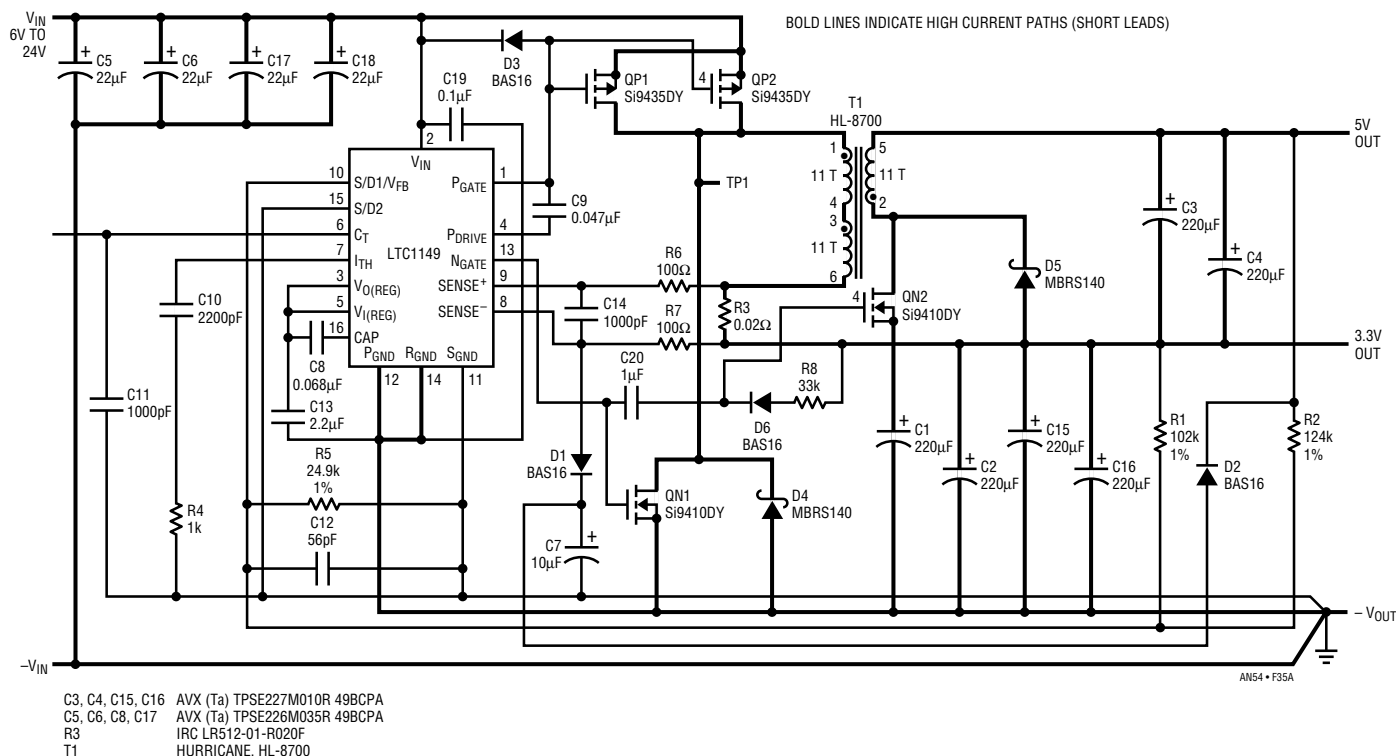 BOLD LINES INDICATE HIGH CURRENT PATHS (SHORT LEADS)
VIN
6V TO
24V
+
C5
22µF
+
C6
22µF
+
C17
22µF
+
C18
22µF
D3
BAS16
C19
0.1µF
QP1
Si9435DY
4
QP2
Si9435DY
T1
HL-8700
1
11 T
4
3
11 T
6
5
11 T
2
5V
OUT
TP1
2
VIN
LTC1149
10
S/D1/VFB
15
S/D2
6
CT
7
ITH
3
VO(REG)
5
VI(REG)
16
CAP
PGND
12
RGND
14
SGND
11
PGATE
1
PDRIVE
4
NGATE
13
SENSE+
9
SENSE–
8
C9
0.047µF
R6
100Ω
C14
1000pF
R7
100Ω
R3
0.02Ω
4
QN2
Si9410DY
D5
MBRS140
+
C3
220µF
+
C4
220µF
3.3V
OUT
C10
2200pF
C8
0.068µF
C13
2.2µF
C11
1000pF
C20
1µF
D6
BAS16
R8
33k
R5
24.9k
1%
C12
56pF
R4
1k
D1
BAS16
+
C7
10µF
QN1
Si9410DY
D4
MBRS140
+
C1
220µF
+
C2
220µF
+
C15
220µF
+
C16
220µF
R1
102k
1%
D2
BAS16
R2
124k
1%
– VOUT
–VIN
AN54 • F35A
C3, C4, C15, C16 AVX (Ta) TPSE227M010R 49BCPA
C5, C6, C8, C17 AVX (Ta) TPSE226M035R 49BCPA
R3 IRC LR512-01-R020F
T1 HURRICANE, HL-8700